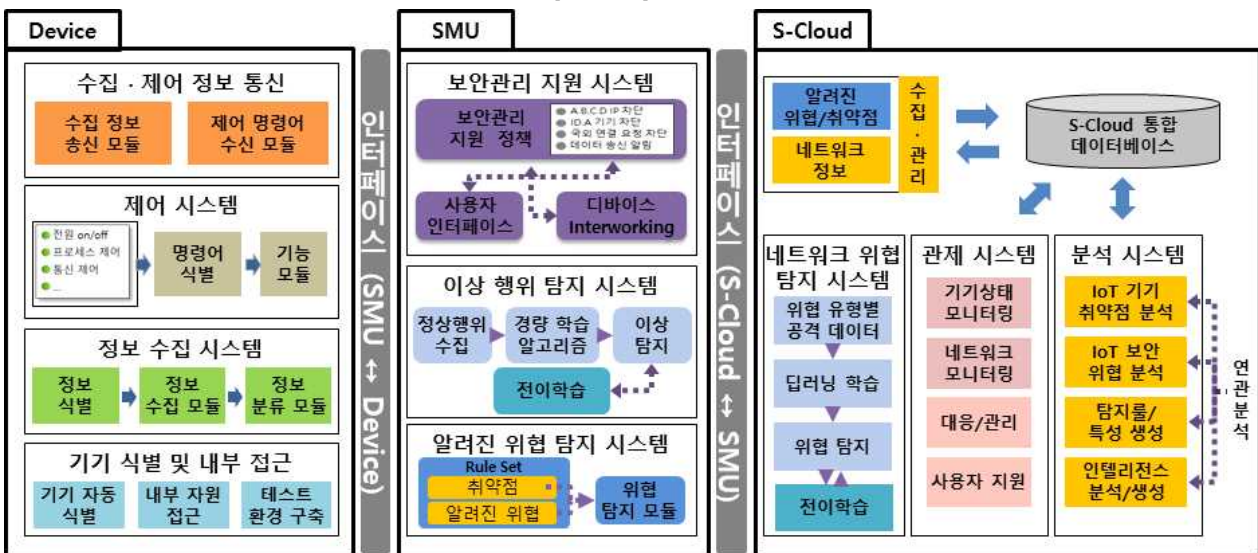 Device
수집 · 제어 정보 통신
수집 정보
송신 모듈
제어 명령어
수신 모듈
제어 시스템
전원 on/off
프로세스 제어
통신 제어
...
명령어
식별
기능
모듈
정보 수집 시스템
정보
식별
정보
수집 모듈
정보
분류 모듈
기기 식별 및 내부 접근
기기 자동
식별
내부 자원
접근
테스트
환경 구축
인터페이스 (SMU ↔ Device)
SMU
보안관리 지원 시스템
보안관리
지원 정책
A.B.C.D IP 차단
ID.A 기기 차단
국외 연결 요청 차단
데이터 송신 알림
사용자
인터페이스
디바이스
Interworking
이상 행위 탐지 시스템
정상행위
수집
경량 학습
알고리즘
이상
탐지
전이학습
알려진 위협 탐지 시스템
Rule Set
취약점
알려진 위협
위협
탐지 모듈
인터페이스 (S-Cloud ↔ SMU)
S-Cloud
알려진
위협/취약점
네트워크
정보
수집·관리
S-Cloud 통합
데이터베이스
네트워크 위협
탐지 시스템
위협 유형별
공격 데이터
딥러닝 학습
위협 탐지
전이학습
관제 시스템
기기상태
모니터링
네트워크
모니터링
대응/관리
사용자 지원
분석 시스템
IoT 기기
취약점 분석
IoT 보안
위협 분석
탐지룰/
특성 생성
인텔리전스
분석/생성
연관분석